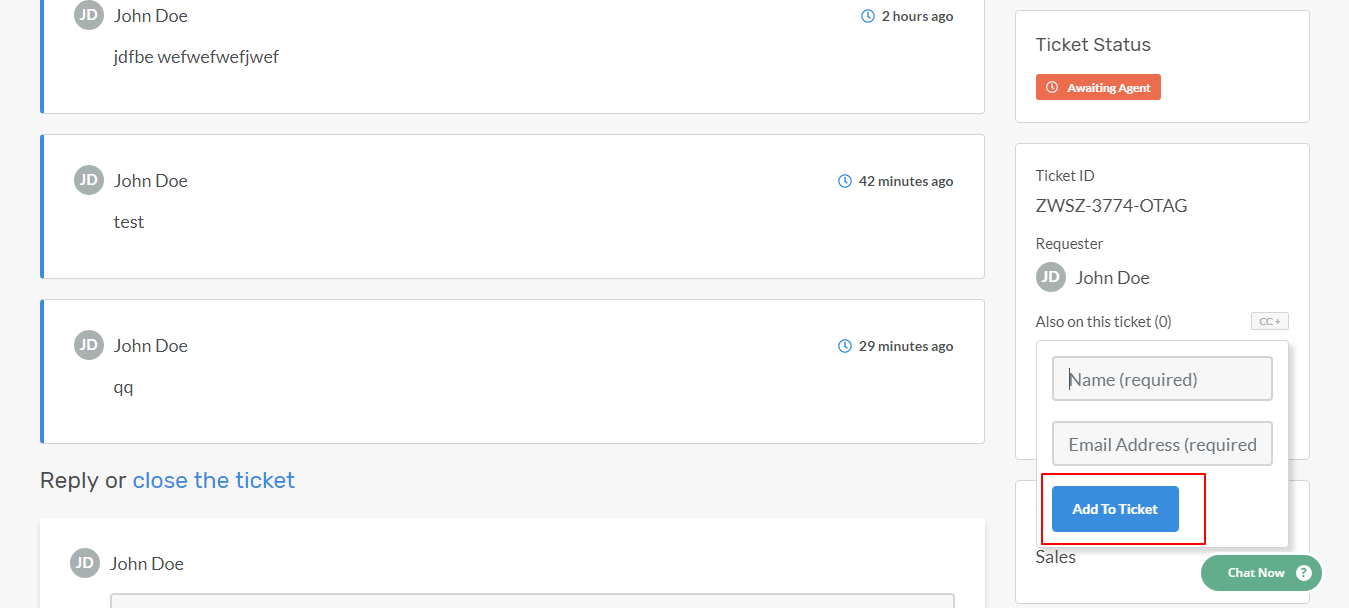 JD John Doe
2 hours ago
jdfbe wefwefwefjwef
JD John Doe
42 minutes ago
test
JD John Doe
29 minutes ago
qq
Reply or close the ticket
JD John Doe
Ticket Status
Awaiting Agent
Ticket ID
ZWSZ-3774-OTAG
Requester
JD John Doe
Also on this ticket (0)
CC+
Name (required)
Email Address (required
Add To Ticket
Sales
Chat Now ?